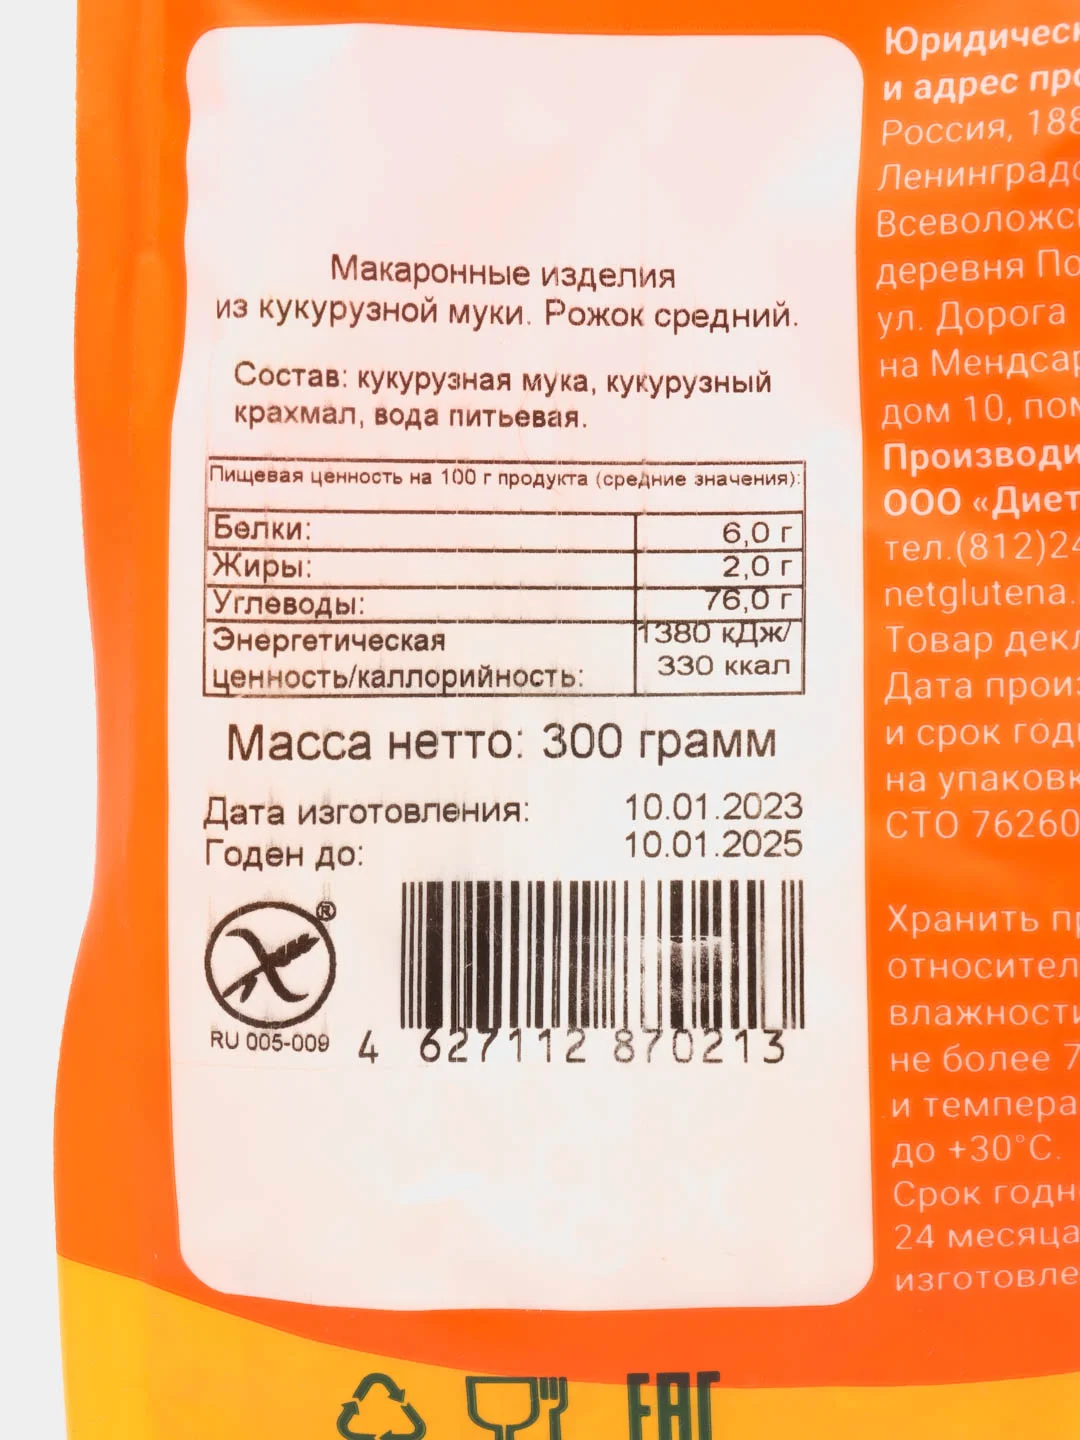 Макаронные изделия
из кукурузной муки. Рожок средний.
Состав: кукурузная мука, кукурузный
крахмал, вода питьевая.
Пищевая ценность на 100 г продукта (средние значения):
Белки: 6,0 г
Жиры: 2,0 г
Углеводы: 76,0 г
Энергетическая 1380 кДж/
ценность/каллорийность: 330 ккал
Масса нетто: 300 грамм
Дата изготовления: 10.01.2023
Годен до: 10.01.2025
®
RU 005-009
4 627112 870213
Юридическ
и адрес про
Россия, 188
Ленинградс
Всеволожс
деревня По
ул. Дорога
на Мендсар
дом 10, пом
Производи
ООО «Диет
тел.(812)24
netglutena.
Товар декл
Дата произ
и срок годн
на упаковк
СТО 76260
Хранить пр
относител
влажности
не более 7
и темпера
до +30°C.
Срок годн
24 месяца
изготовле
EAC